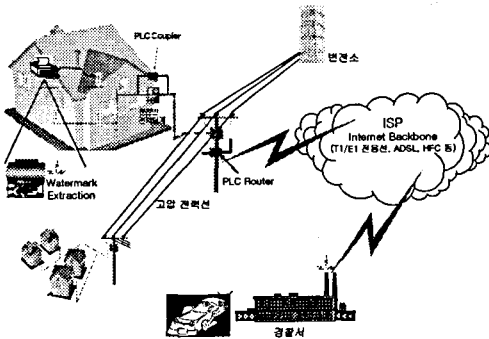 PLC Coupler
변전소
ISP
Internet Backbone
(T1/E1 전용선, ADSL, HFC 등)
PLC Router
Watermark
Extraction
고압 전력선
경찰서